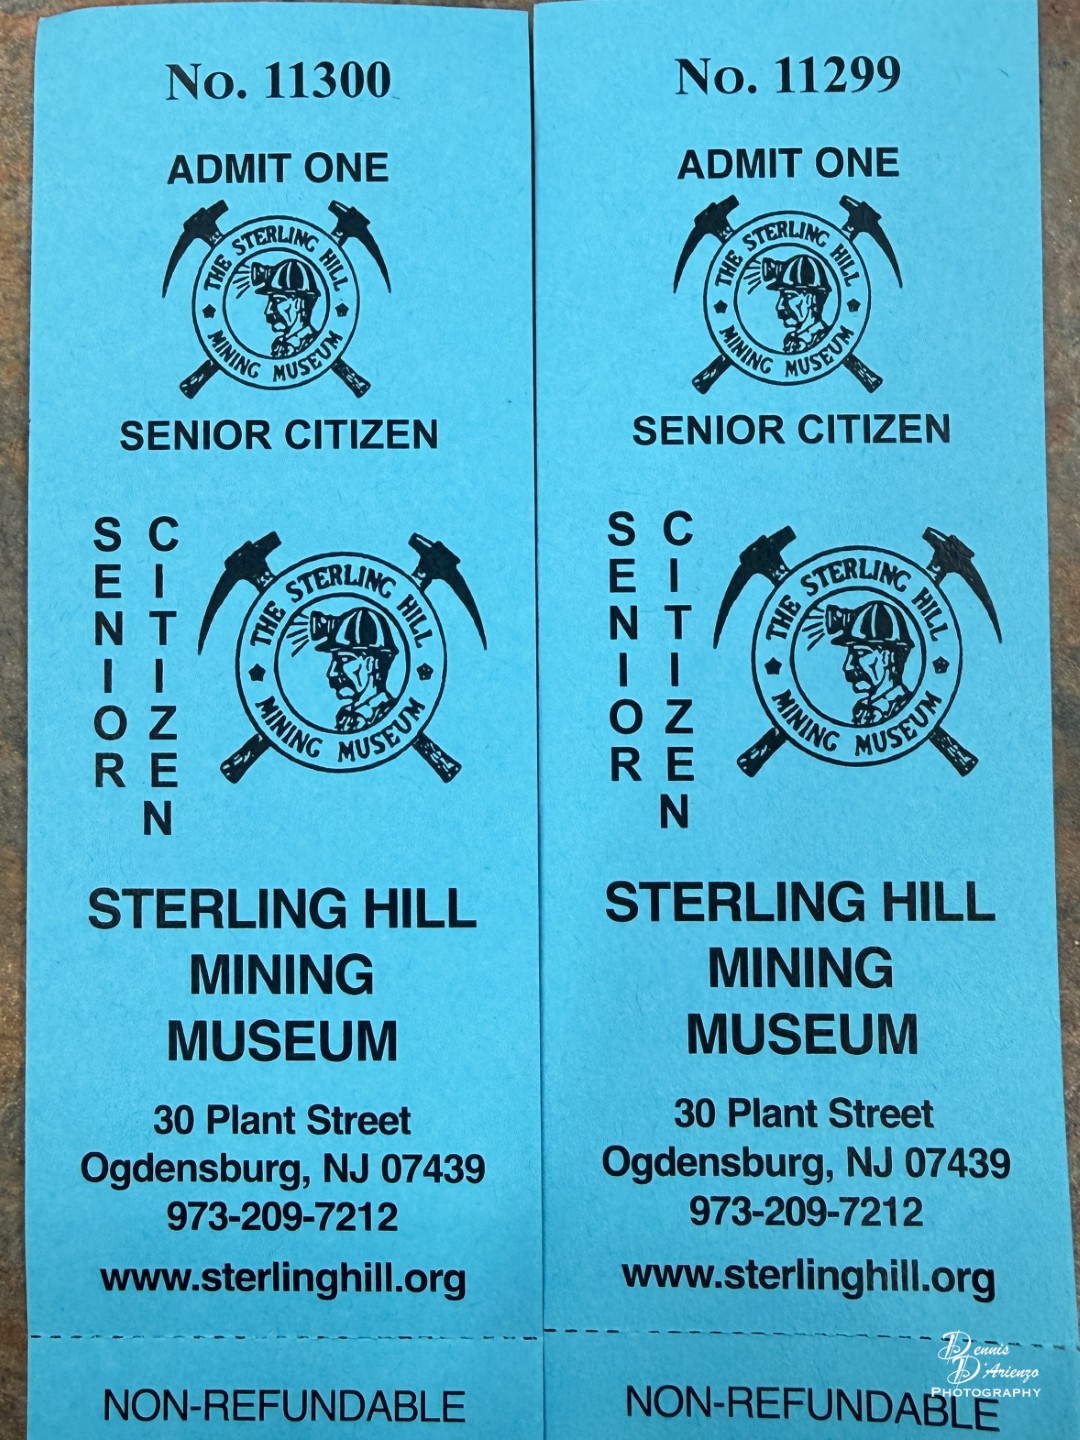 No. 11300
ADMIT ONE
THE STERLING HILL
MINING MUSEUM
SENIOR CITIZEN
SENIOR
CITIZEN
THE STERLING HILL
MINING MUSEUM
STERLING HILL
MINING
MUSEUM
30 Plant Street
Ogdensburg, NJ 07439
973-209-7212
www.sterlinghill.org
NON-REFUNDABLE
No. 11299
ADMIT ONE
THE STERLING HILL
MINING MUSEUM
SENIOR CITIZEN
SENIOR
CITIZEN
THE STERLING HILL
MINING MUSEUM
STERLING HILL
MINING
MUSEUM
30 Plant Street
Ogdensburg, NJ 07439
973-209-7212
www.sterlinghill.org
NON-REFUNDABLE
Dennis
D'Arienzo
PHOTOGRAPHY